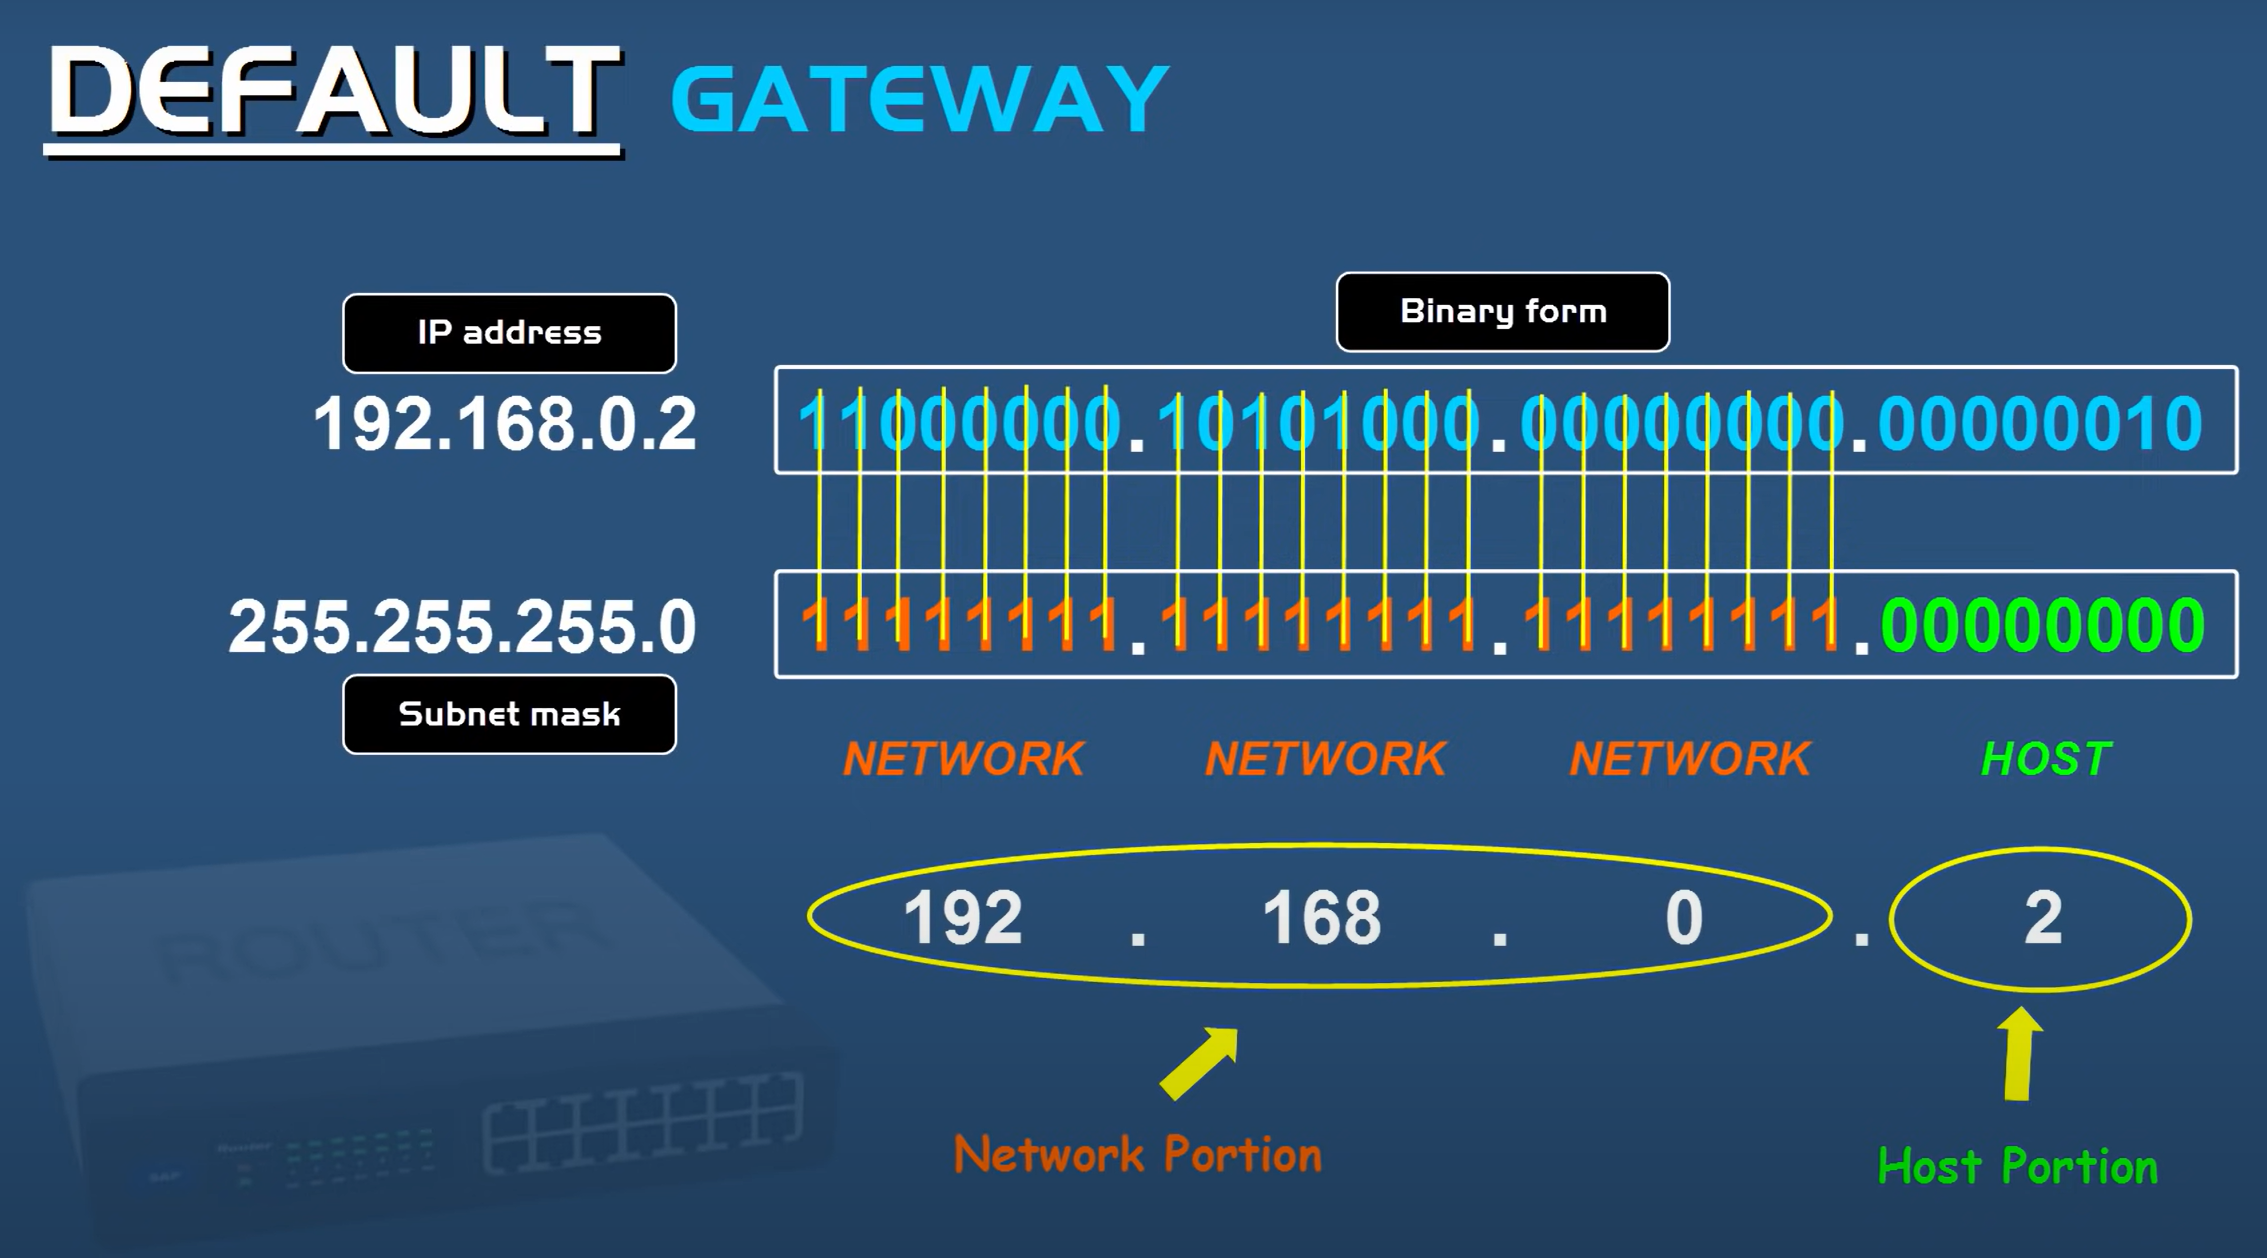 DEFAULT GATEWAY
IP address
Binary form
192.168.0.2
11000000.10101000.00000000.00000010
255.255.255.0
11111111.11111111.11111111.00000000
Subnet mask
NETWORK NETWORK NETWORK HOST
192 . 168 . 0 . 2
ROUTER
Router
Network Portion
Host Portion